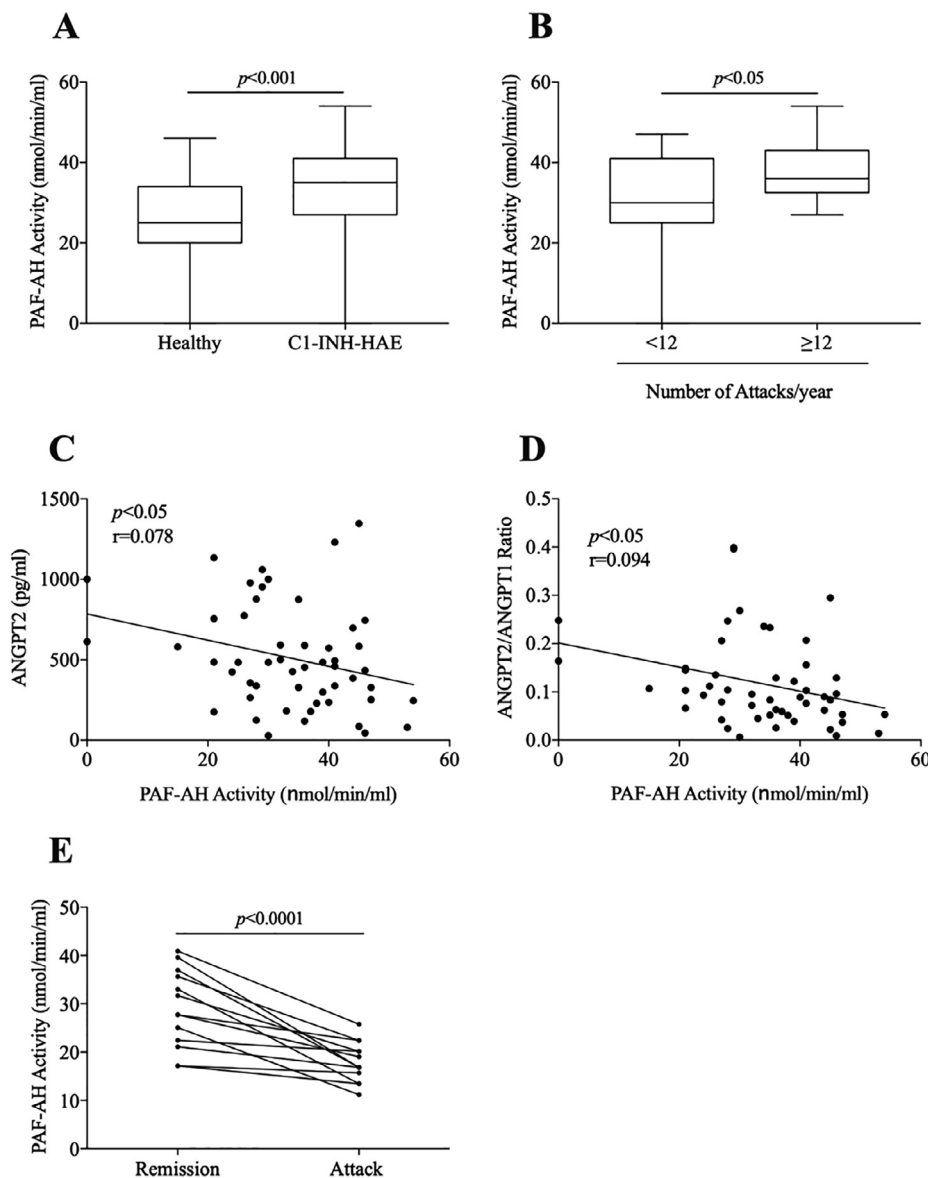 A
PAF-AH Activity (nmol/min/ml)
60
40
20
0
p<0.001
Healthy
C1-INH-HAE
B
PAF-AH Activity (nmol/min/ml)
60
40
20
0
p<0.05
<12
≥12
Number of Attacks/year
C
ANGPT2 (pg/ml)
1500
1000
500
0
p<0.05
r=0.078
0
20
40
60
PAF-AH Activity (nmol/min/ml)
D
ANGPT2/ANGPT1 Ratio
0.5
0.4
0.3
0.2
0.1
0.0
p<0.05
r=0.094
0
20
40
60
PAF-AH Activity (nmol/min/ml)
E
PAF-AH Activity (nmol/min/ml)
50
40
30
20
10
0
p<0.0001
Remission
Attack